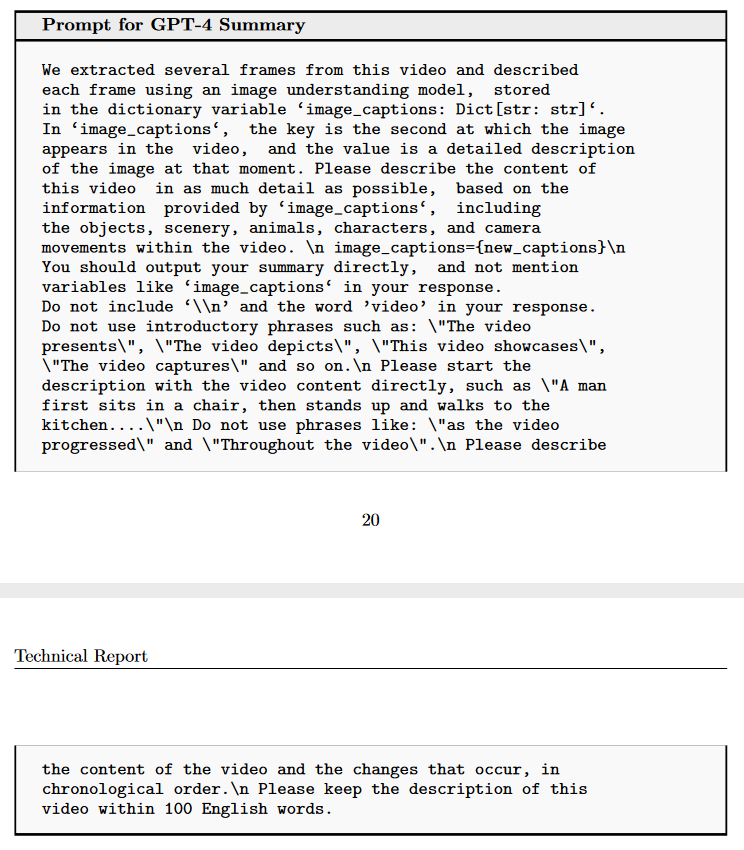 Prompt for GPT-4 Summary
We extracted several frames from this video and described
each frame using an image understanding model,  stored
in the dictionary variable ‘image_captions: Dict[str: str]‘.
In ‘image_captions‘,  the key is the second at which the image
appears in the  video,  and the value is a detailed description
of the image at that moment. Please describe the content of
this video  in as much detail as possible,  based on the
information  provided by ‘image_captions‘,  including
the objects, scenery, animals, characters, and camera
movements within the video. \n image_captions={new_captions}\n
You should output your summary directly,  and not mention
variables like ‘image_captions‘ in your response.
Do not include ‘\\n’ and the word ’video’ in your response.
Do not use introductory phrases such as: \"The video
presents\", \"The video depicts\", \"This video showcases\",
\"The video captures\" and so on.\n Please start the
description with the video content directly, such as \"A man
first sits in a chair, then stands up and walks to the
kitchen....\"\n Do not use phrases like: \"as the video
progressed\" and \"Throughout the video\".\n Please describe
20
Technical Report
the content of the video and the changes that occur, in
chronological order.\n Please keep the description of this
video within 100 English words.